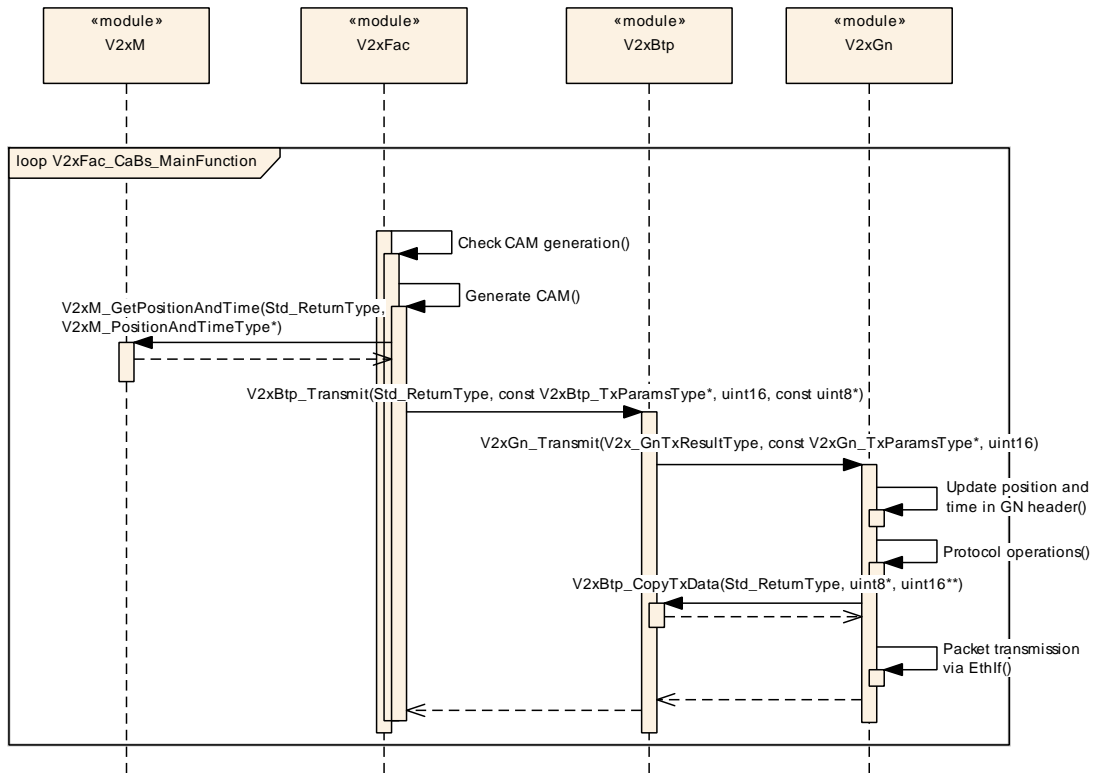 «module»
V2xM
«module»
V2xFac
«module»
V2xBtp
«module»
V2xGn
loop V2xFac_CaBs_MainFunction
Check CAM generation()
Generate CAM()
V2xM_GetPositionAndTime(Std_ReturnType,
V2xM_PositionAndTimeType*)
V2xBtp_Transmit(Std_ReturnType, const V2xBtp_TxParamsType*, uint16, const uint8*)
V2xGn_Transmit(V2x_GnTxResultType, const V2xGn_TxParamsType*, uint16)
Update position and
time in GN header()
Protocol operations()
V2xBtp_CopyTxData(Std_ReturnType, uint8*, uint16**)
Packet transmission
via EthIf()